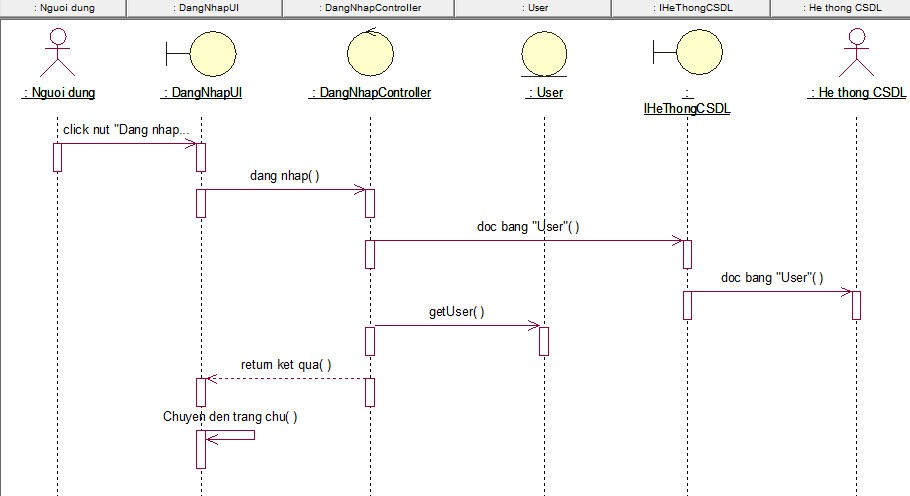 : Nguoi dung
: DangNhapUI
: DangNhapController
: User
: IHeThongCSDL
: He thong CSDL
: Nguoi dung
: DangNhapUI
: DangNhapController
: User
:
IHeThongCSDL
: He thong CSDL
click nut "Dang nhap...
dang nhap( )
doc bang "User"( )
doc bang "User"( )
getUser( )
return ket qua( )
Chuyen den trang chu( )